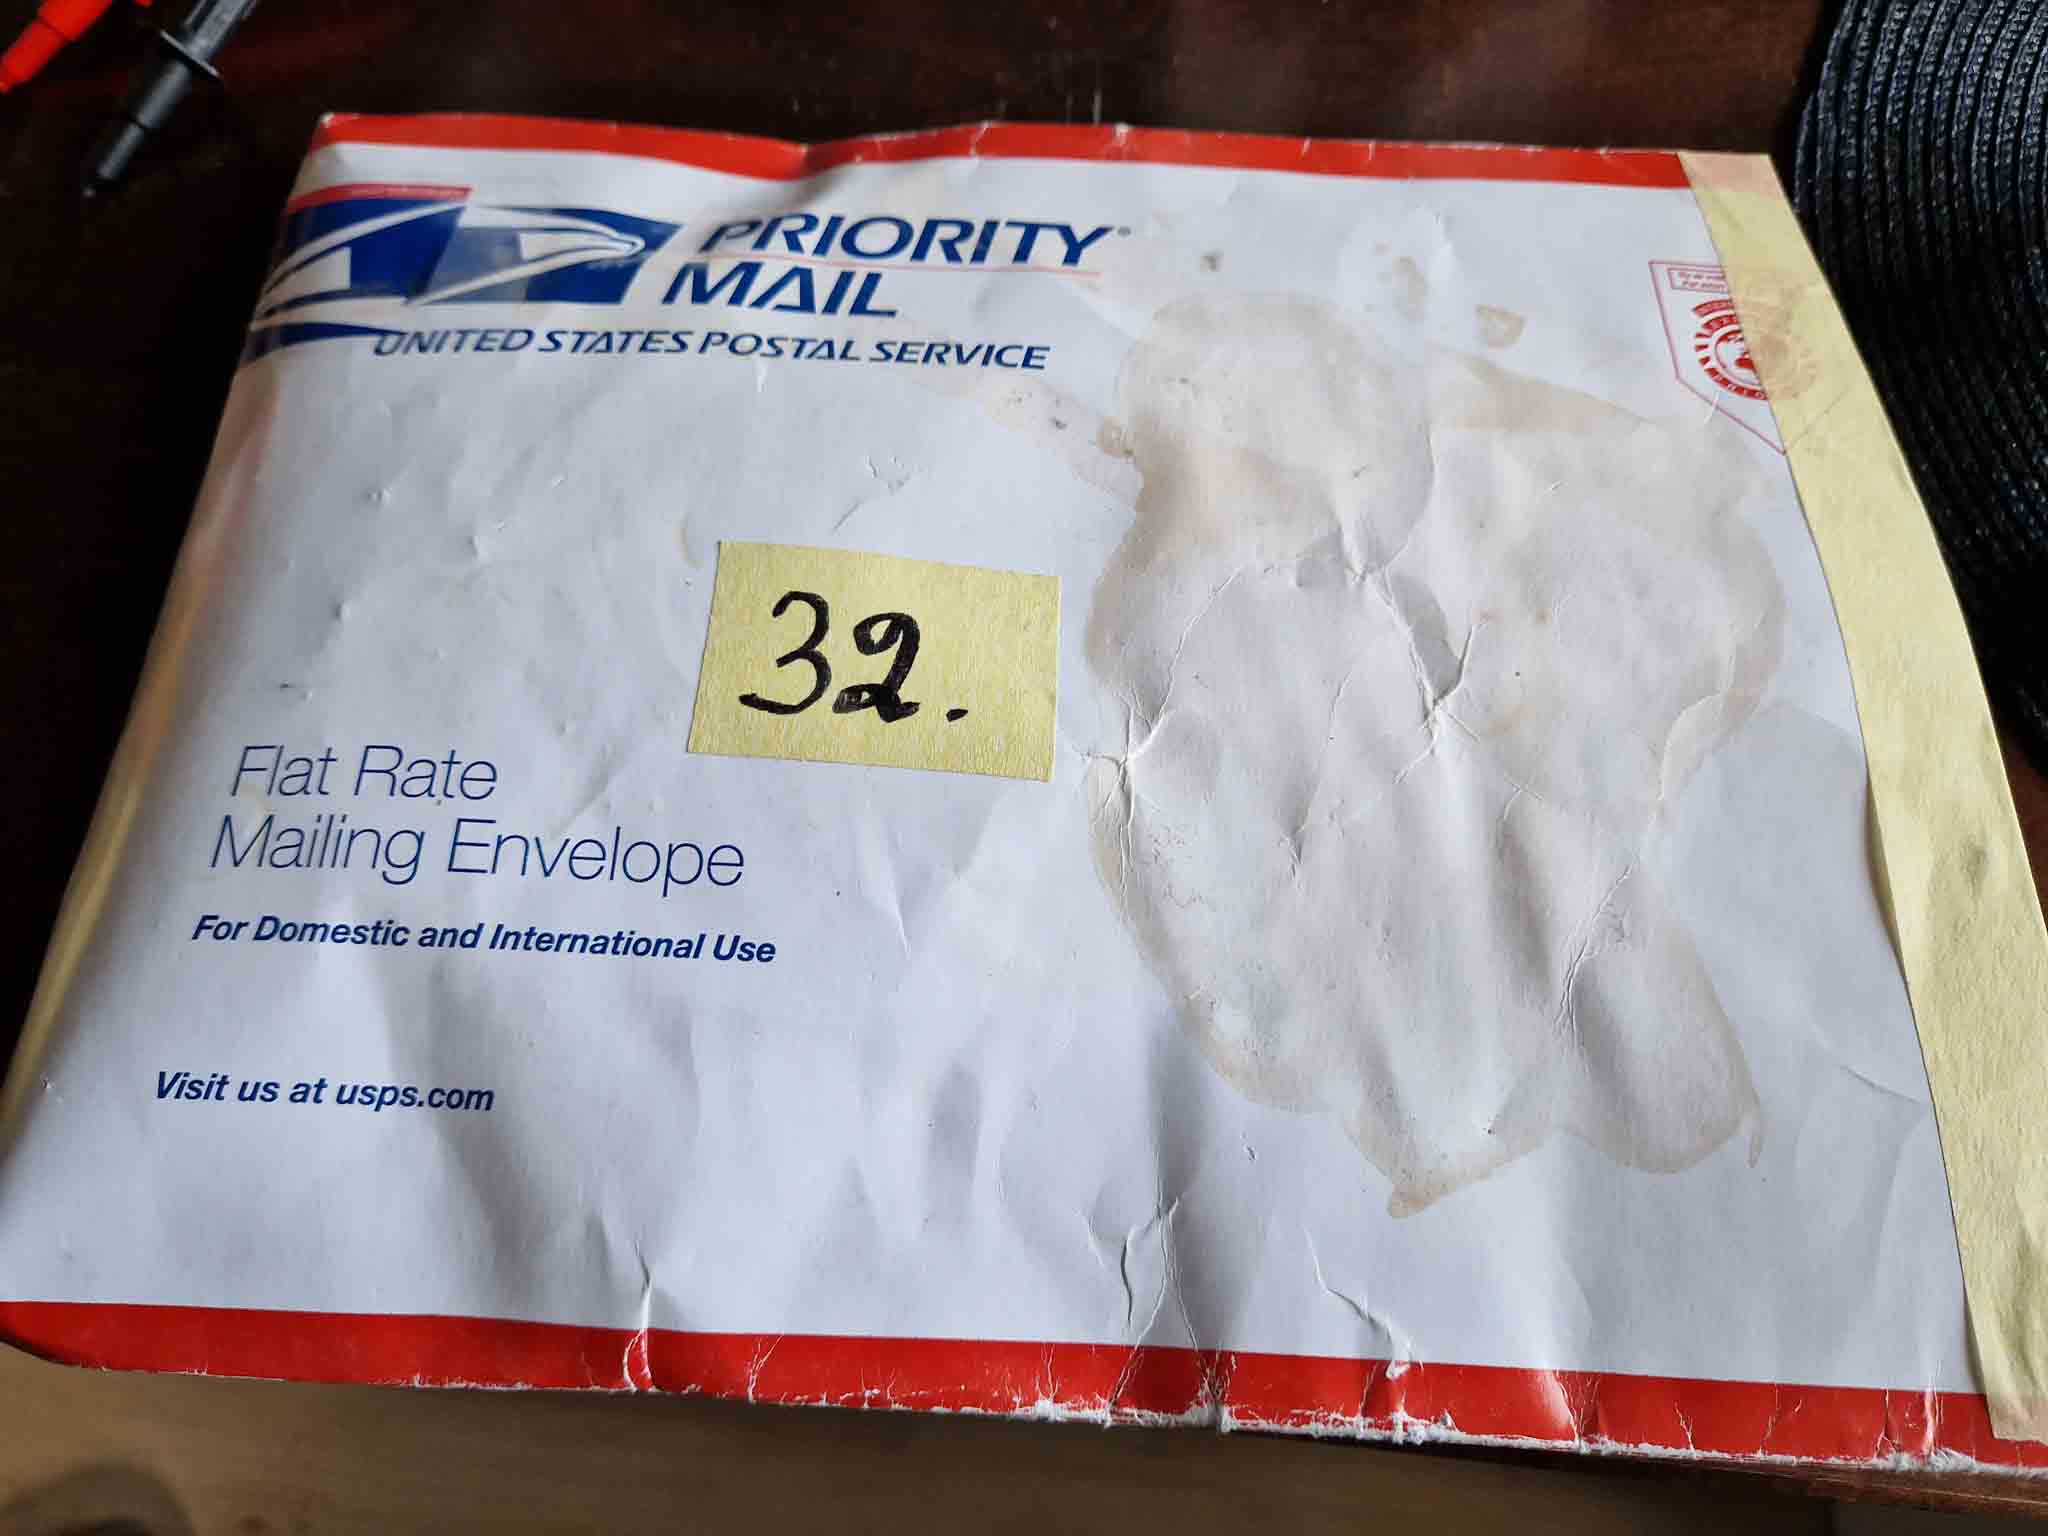 PRIORITY®
MAIL
UNITED STATES POSTAL SERVICE
32.
Flat Rate
Mailing Envelope
For Domestic and International Use
Visit us at usps.com